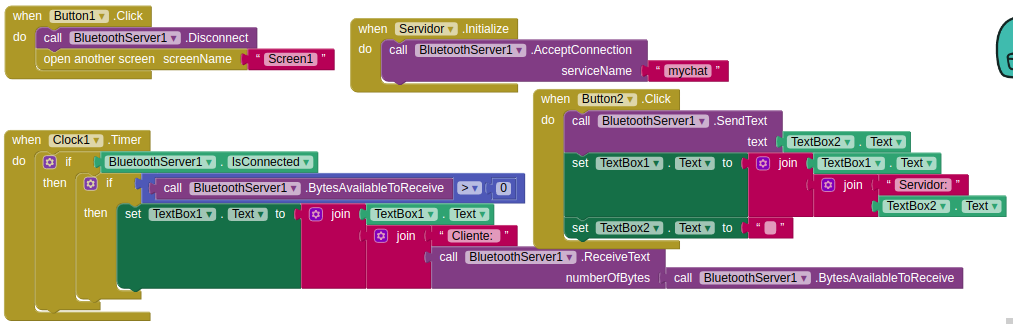 when Button1 .Click
do call BluetoothServer1 .Disconnect
open another screen screenName " Screen1 "
when Servidor .Initialize
do call BluetoothServer1 .AcceptConnection
serviceName " mychat "
when Button2 .Click
do call BluetoothServer1 .SendText
text TextBox2 . Text
set TextBox1 . Text to join TextBox1 . Text
join " Servidor: "
TextBox2 . Text
set TextBox2 . Text to " "
when Clock1 .Timer
do if BluetoothServer1 . IsConnected
then if call BluetoothServer1 .BytesAvailableToReceive > 0
then set TextBox1 . Text to join TextBox1 . Text
join " Cliente: "
call BluetoothServer1 .ReceiveText
numberOfBytes call BluetoothServer1 .BytesAvailableToReceive